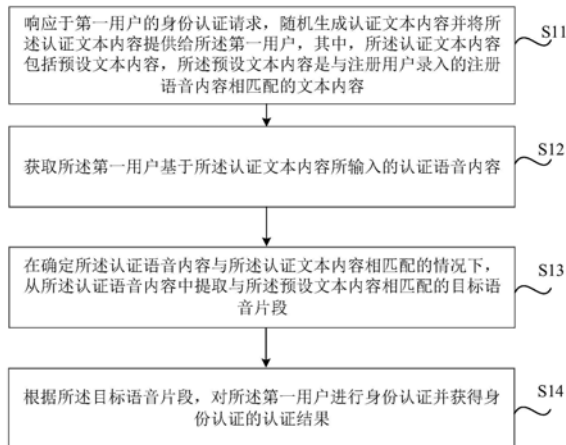 响应于第一用户的身份认证请求，随机生成认证文本内容并将所
述认证文本内容提供给所述第一用户，其中，所述认证文本内容
包括预设文本内容，所述预设文本内容是与注册用户录入的注册
语音内容相匹配的文本内容
S11
获取所述第一用户基于所述认证文本内容所输入的认证语音内容
S12
在确定所述认证语音内容与所述认证文本内容相匹配的情况下，
从所述认证语音内容中提取与所述预设文本内容相匹配的目标语
音片段
S13
根据所述目标语音片段，对所述第一用户进行身份认证并获得身
份认证的认证结果
S14